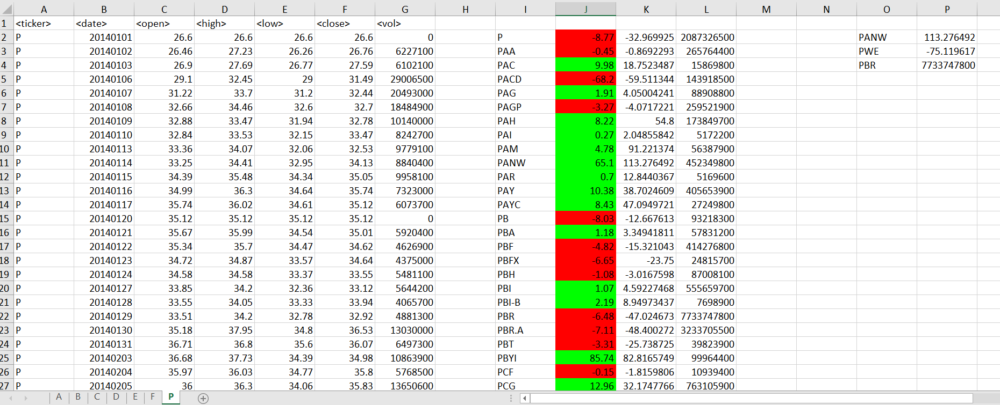 A B C D E F G H I J K L M N O P
1 <ticker> <date> <open> <high> <low> <close> <vol>
2 P 20140101 26.6 26.6 26.6 26.6 0 P -8.77 -32.969925 2087326500 PANW 113.276492
3 P 20140102 26.46 27.23 26.26 26.76 6227100 PAA -0.45 -0.8692293 265764400 PWE -75.119617
4 P 20140103 26.9 27.69 26.77 27.59 6102100 PAC 9.98 18.7523487 15869800 PBR 7733747800
5 P 20140106 29.1 32.45 29 31.49 29006500 PACD -68.2 -59.511344 143918500
6 P 20140107 31.22 33.7 31.2 32.44 20493000 PAG 1.91 4.05004241 88908800
7 P 20140108 32.66 34.46 32.6 32.7 18484900 PAGP -3.27 -4.0717221 259521900
8 P 20140109 32.88 33.47 31.94 32.78 10140000 PAH 8.22 54.8 173849700
9 P 20140110 32.84 33.53 32.15 33.47 8242700 PAI 0.27 2.04855842 5172200
10 P 20140113 33.36 34.07 32.06 32.53 9779100 PAM 4.78 91.221374 56387900
11 P 20140114 33.25 34.41 32.95 34.13 8840400 PANW 65.1 113.276492 452349800
12 P 20140115 34.39 35.48 34.34 35.05 9958100 PAR 0.7 12.8440367 5169600
13 P 20140116 34.99 36.3 34.64 35.74 7323000 PAY 10.38 38.7024609 405653900
14 P 20140117 35.74 36.02 34.61 35.12 6073700 PAYC 8.43 47.0949721 27249800
15 P 20140120 35.12 35.12 35.12 35.12 0 PB -8.03 -12.667613 93218300
16 P 20140121 35.67 35.99 34.54 35.01 5920400 PBA 1.18 3.34941811 57831200
17 P 20140122 35.34 35.7 34.47 34.62 4626900 PBF -4.82 -15.321043 414276800
18 P 20140123 34.72 34.87 33.57 34.64 4375000 PBFX -6.65 -23.75 24815700
19 P 20140124 34.58 34.58 33.37 33.55 5481100 PBH -1.08 -3.0167598 87008100
20 P 20140127 33.85 34.2 32.36 33.12 5644200 PBI 1.07 4.59227468 555659700
21 P 20140128 33.55 34.05 33.33 33.94 4065700 PBI-B 2.19 8.94973437 7698900
22 P 20140129 33.51 34.2 32.78 32.92 4881300 PBR -6.48 -47.024673 7733747800
23 P 20140130 35.18 37.95 34.8 36.53 13030000 PBR.A -7.11 -48.400272 3233705500
24 P 20140131 36.71 36.8 35.6 36.07 6497300 PBT -3.31 -25.738725 39823900
25 P 20140203 36.68 37.73 34.39 34.98 10863900 PBYI 85.74 82.8165749 99964400
26 P 20140204 35.97 36.03 34.77 35.8 5768500 PCF -0.15 -1.8159806 10939400
27 P 20140205 36 36.3 34.06 35.83 13650600 PCG 12.96 32.1747766 763105900
A B C D E F P